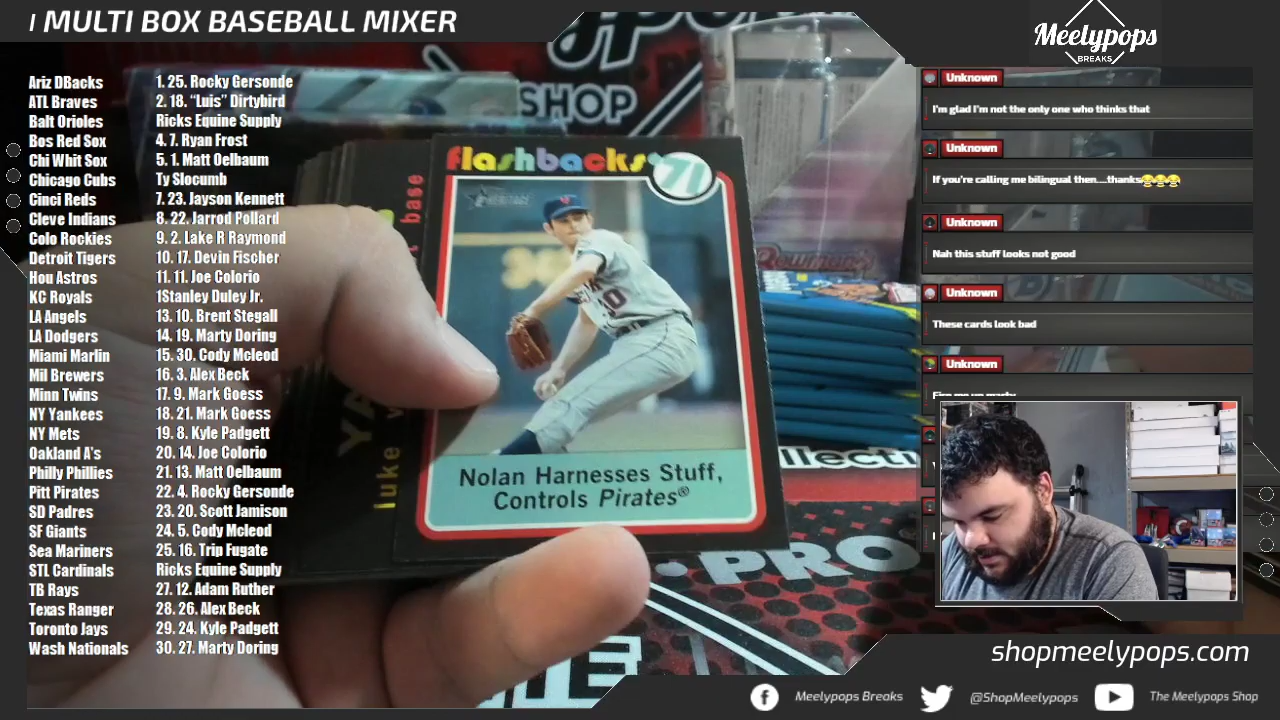 MULTI BOX BASEBALL MIXER
Meelypops
BREAKS
SHOP
Ariz DBacks 1. 25. Rocky Gersonde
ATL Braves 2. 18. "Luis" Dirtybird
Balt Orioles Ricks Equine Supply
Bos Red Sox 4. 7. Ryan Frost
Chi Whit Sox 5. 1. Matt Oelbaum
Chicago Cubs Ty Slocumb
Cinci Reds 7. 23. Jayson Kennett
Cleve Indians 8. 22. Jarrod Pollard
Colo Rockies 9. 2. Lake R Raymond
Detroit Tigers 10. 17. Devin Fischer
Hou Astros 11. 11. Joe Colorio
KC Royals 1Stanley Duley Jr.
LA Angels 13. 10. Brent Stegall
LA Dodgers 14. 19. Marty Doring
Miami Marlin 15. 30. Cody Mcleod
Mil Brewers 16. 3. Alex Beck
Minn Twins 17. 9. Mark Goess
NY Yankees 18. 21. Mark Goess
NY Mets 19. 8. Kyle Padgett
Oakland A's 20. 14. Joe Colorio
Philly Phillies 21. 13. Matt Oelbaum
Pitt Pirates 22. 4. Rocky Gersonde
SD Padres 23. 20. Scott Jamison
SF Giants 24. 5. Cody Mcleod
Sea Mariners 25. 16. Trip Fugate
STL Cardinals Ricks Equine Supply
TB Rays 27. 12. Adam Ruther
Texas Ranger 28. 26. Alex Beck
Toronto Jays 29. 24. Kyle Padgett
Wash Nationals 30. 27. Marty Doring
flashbacks '71
HERITAGE
30
10
Nolan Harnesses Stuff,
Controls Pirates®
base
luke
YA
Bowman
PRO
Unknown
I'm glad I'm not the only one who thinks that
Unknown
If you're calling me bilingual then....thanks😂😂😂
Unknown
Nah this stuff looks not good
Unknown
These cards look bad
Unknown
shopmeelypops.com
Meelypops Breaks @ShopMeelypops The Meelypops Shop